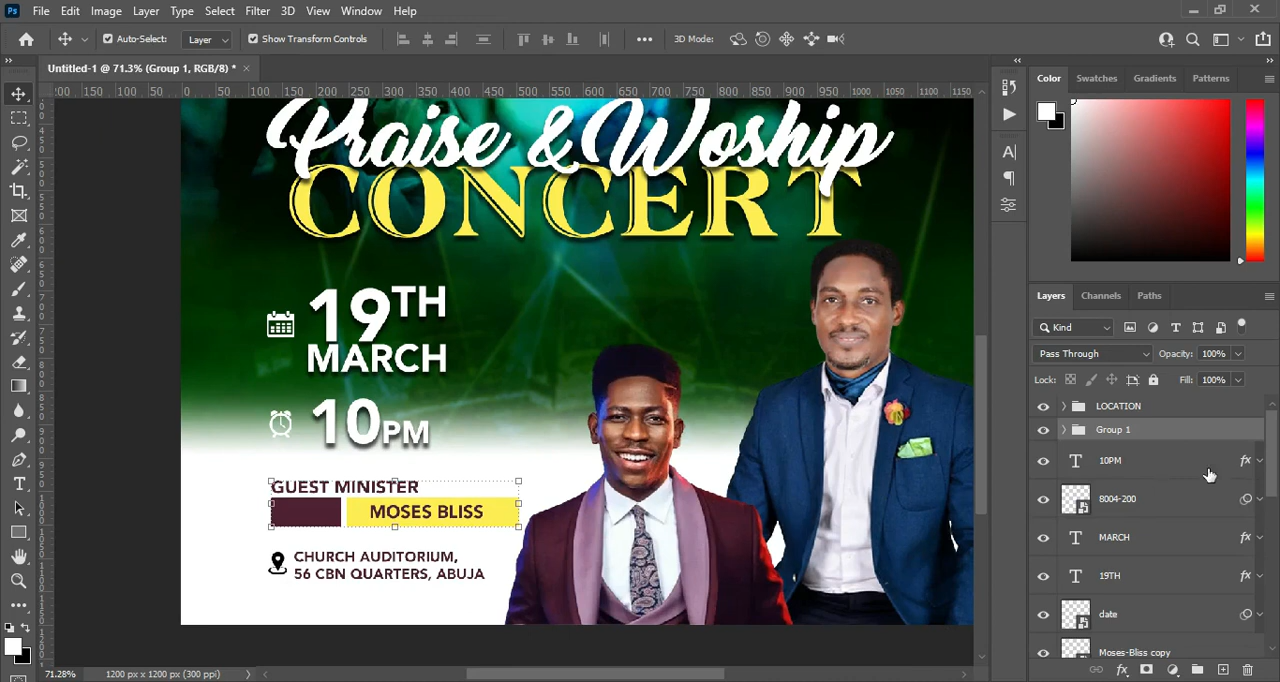 Ps File Edit Image Layer Type Select Filter 3D View Window Help
Auto-Select: Layer Show Transform Controls 3D Mode:
Untitled-1 @ 71.3% (Group 1, RGB/8) *
Color Swatches Gradients Patterns
Praise & Woship
CONCERT
19TH
MARCH
10PM
GUEST MINISTER
MOSES BLISS
CHURCH AUDITORIUM,
56 CBN QUARTERS, ABUJA
Layers Channels Paths
Kind
Pass Through Opacity: 100%
Lock: Fill: 100%
LOCATION
Group 1
10PM fx
8004-200
MARCH fx
19TH fx
date
Moses-Bliss copy
71.28% 1200 px x 1200 px (300 ppi)